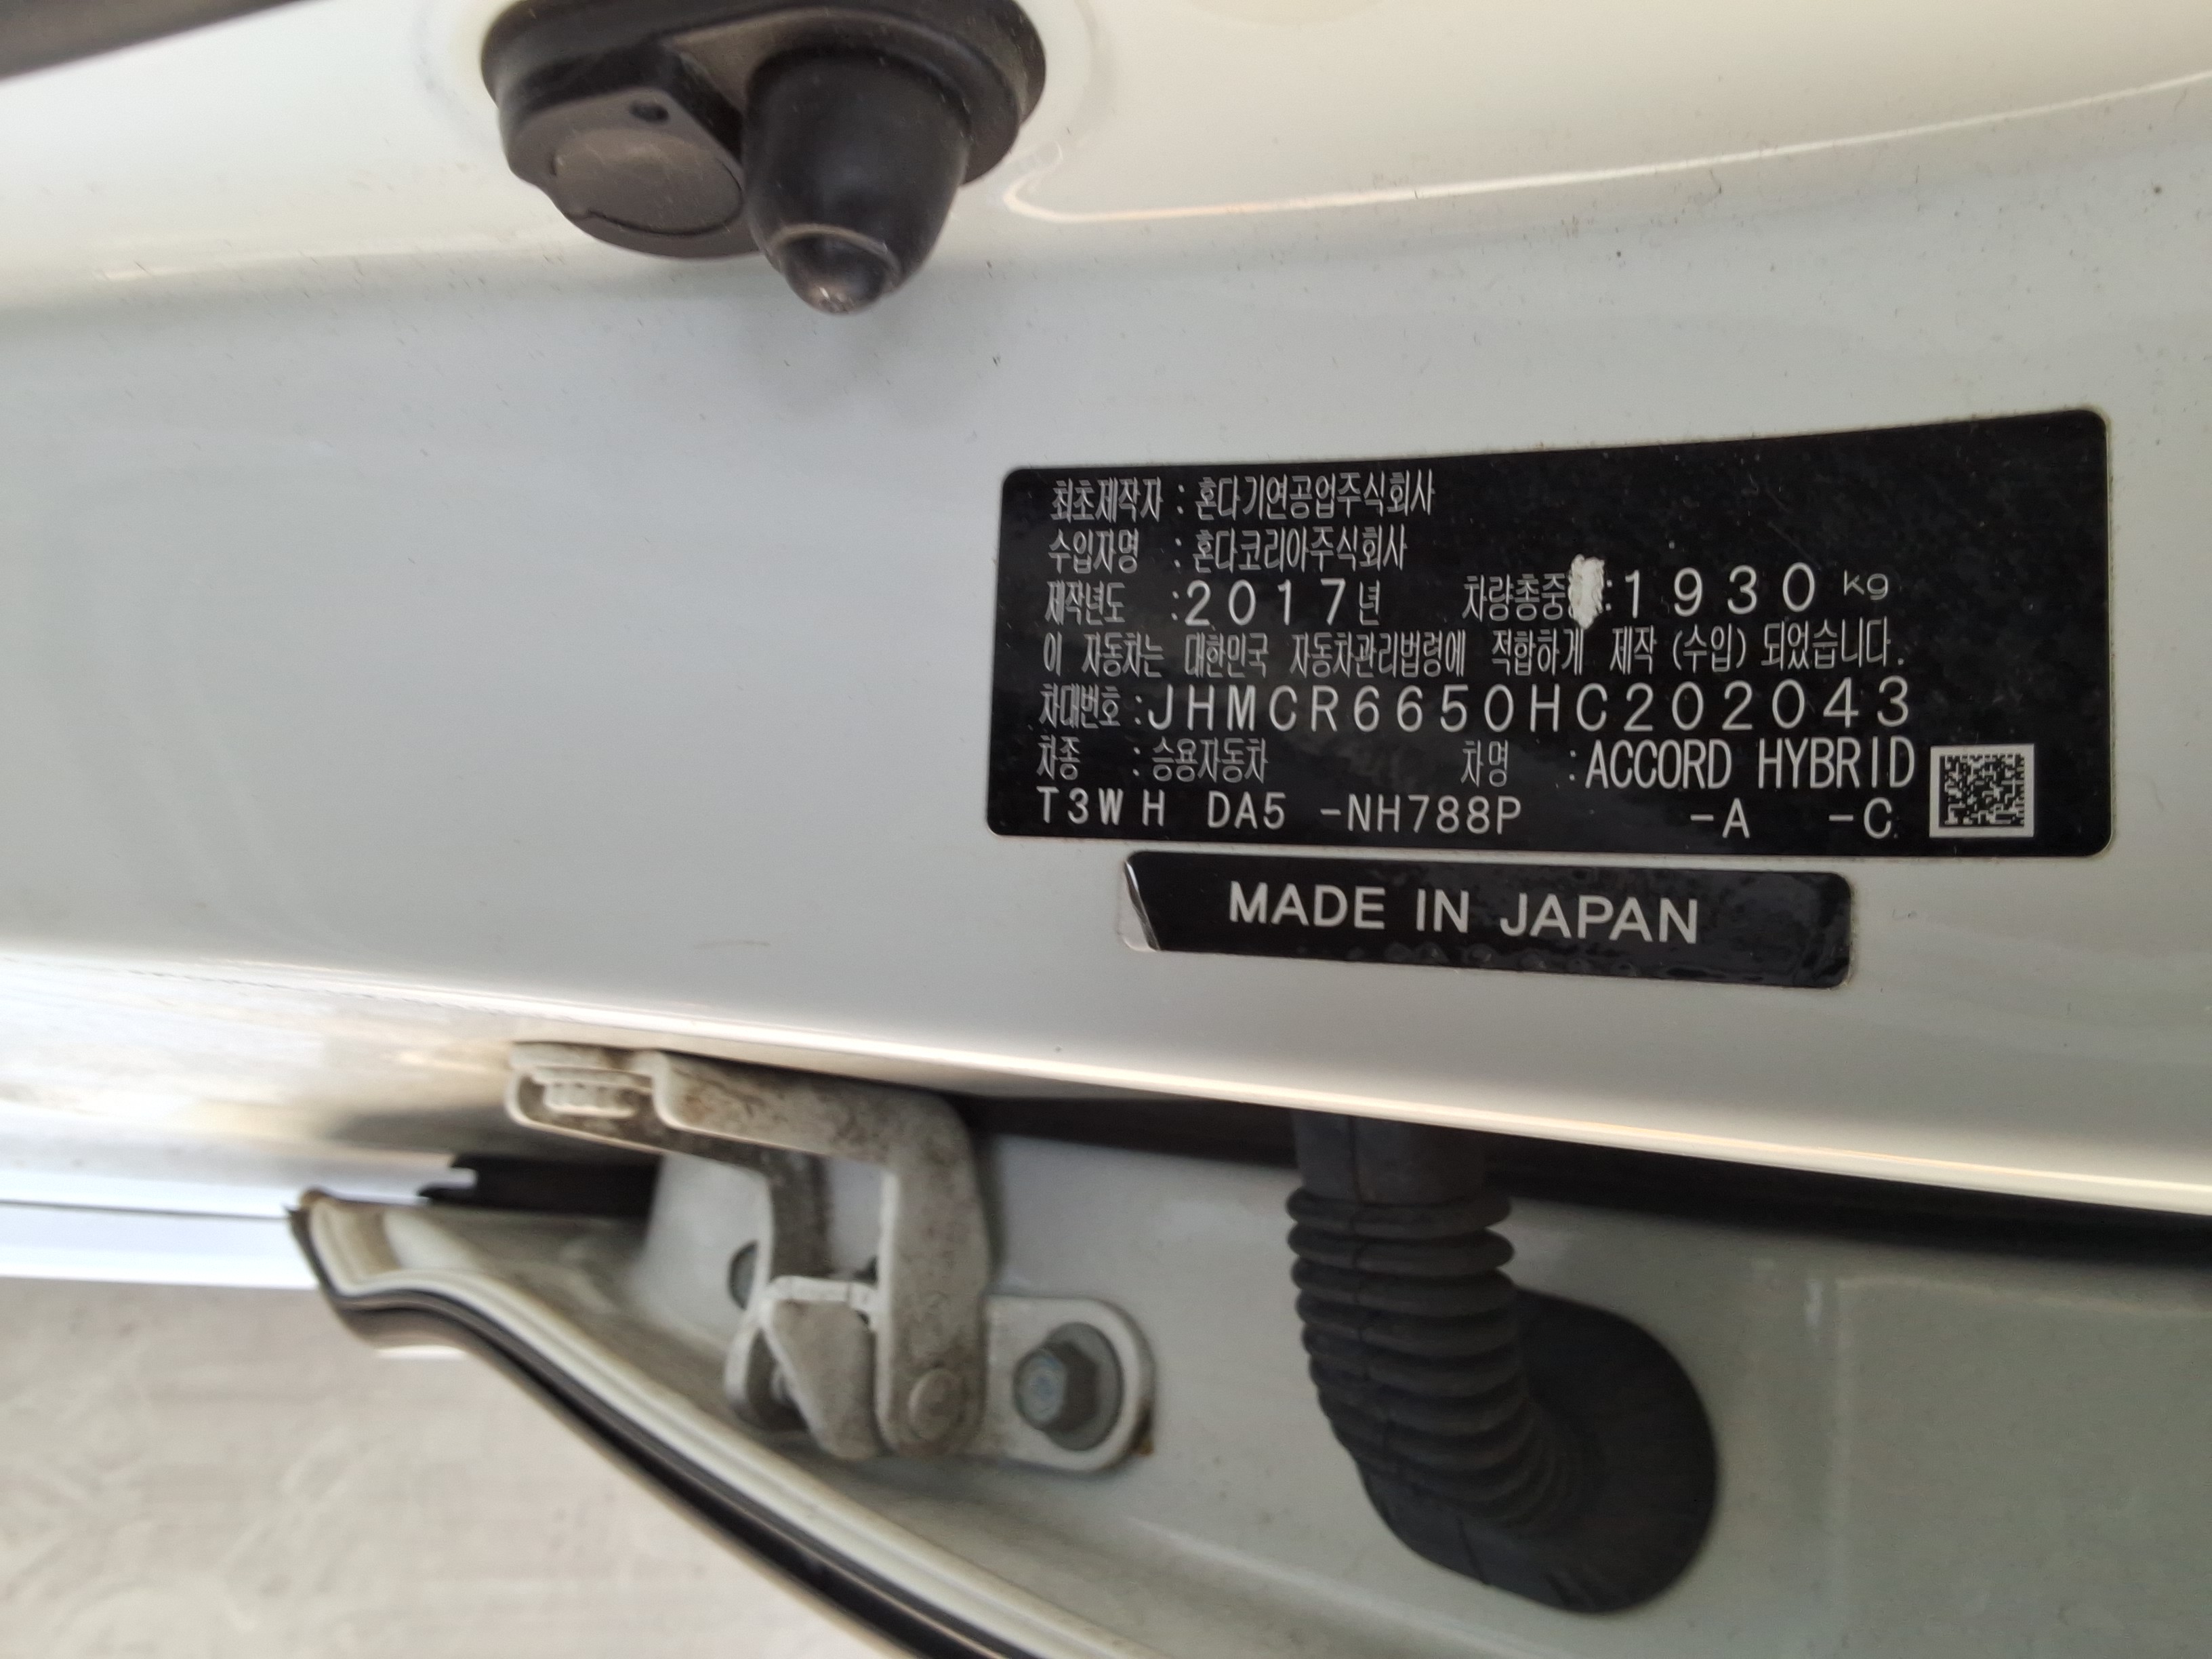 최초제작자 : 혼다기연공업주식회사
수입자명 : 혼다코리아주식회사
제작년도 : 2017년 차량총중 : 1930 kg
이 자동차는 대한민국 자동차관리법령에 적합하게 제작 (수입) 되었습니다.
차대번호 : JHMCR6650HC202043
차종 : 승용자동차 차명 : ACCORD HYBRID
T3WH DA5 -NH788P -A -C
MADE IN JAPAN